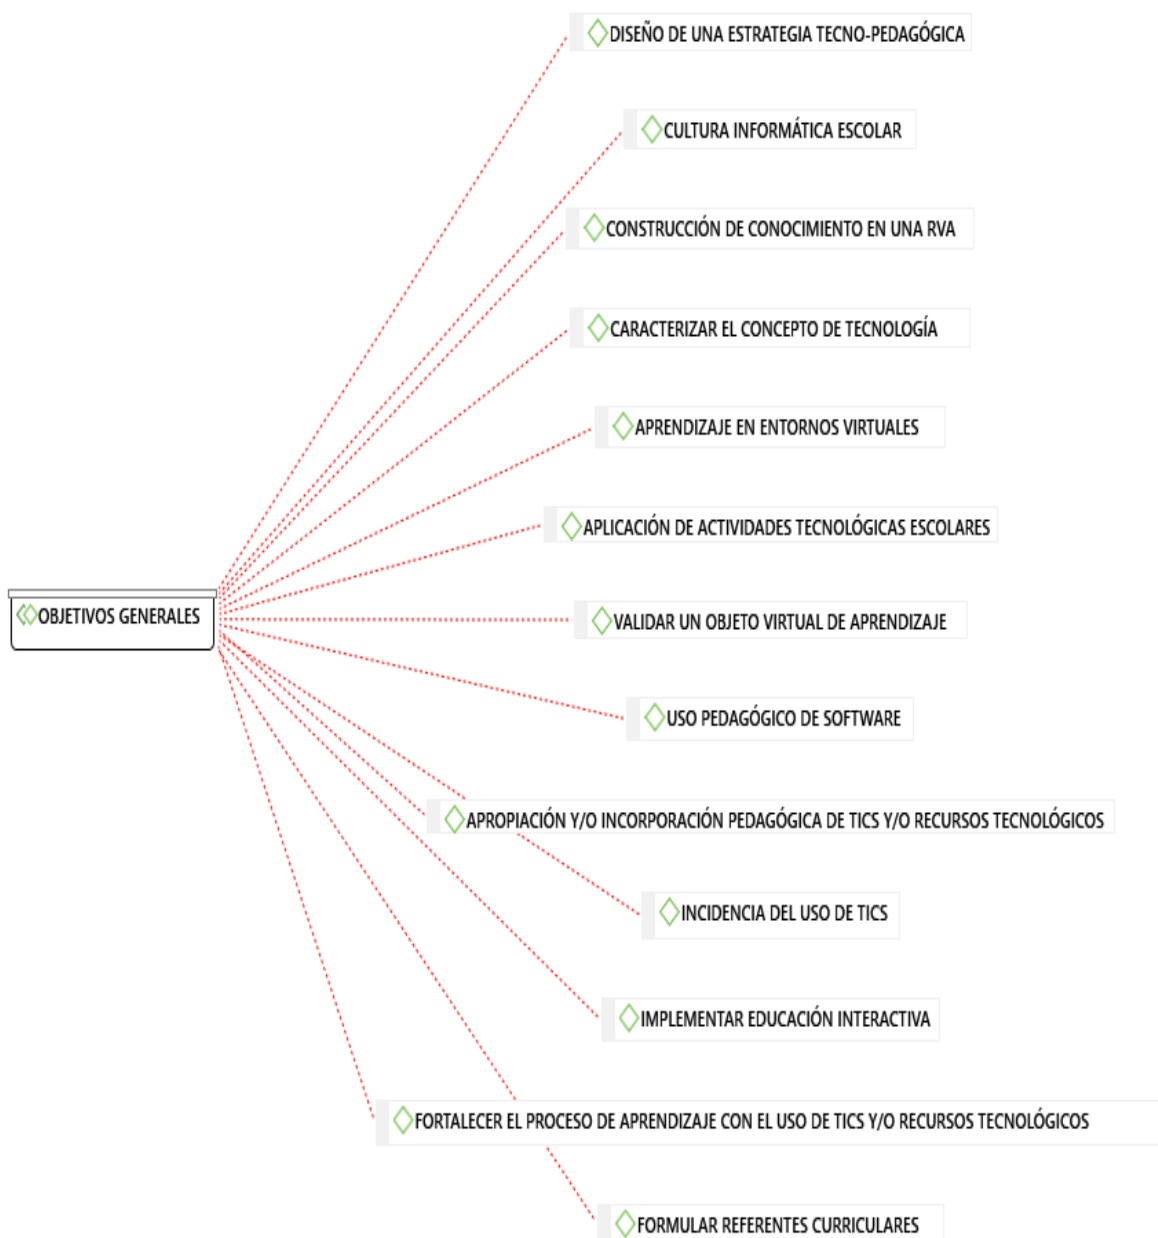 DISEÑO DE UNA ESTRATEGIA TECNO-PEDAGÓGICA
CULTURA INFORMÁTICA ESCOLAR
CONSTRUCCIÓN DE CONOCIMIENTO EN UNA RVA
CARACTERIZAR EL CONCEPTO DE TECNOLOGÍA
APRENDIZAJE EN ENTORNOS VIRTUALES
APLICACIÓN DE ACTIVIDADES TECNOLÓGICAS ESCOLARES
OBJETIVOS GENERALES
VALIDAR UN OBJETO VIRTUAL DE APRENDIZAJE
USO PEDAGÓGICO DE SOFTWARE
APROPIACIÓN Y/O INCORPORACIÓN PEDAGÓGICA DE TICS Y/O RECURSOS TECNOLÓGICOS
INCIDENCIA DEL USO DE TICS
IMPLEMENTAR EDUCACIÓN INTERACTIVA
FORTALECER EL PROCESO DE APRENDIZAJE CON EL USO DE TICS Y/O RECURSOS TECNOLÓGICOS
FORMULAR REFERENTES CURRICULARES